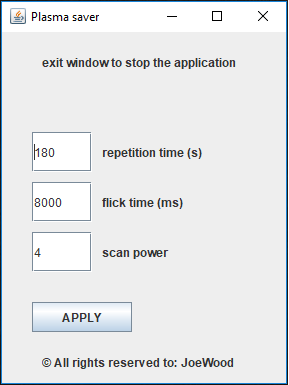 Plasma saver
exit window to stop the application
180 repetition time (s)
8000 flick time (ms)
4 scan power
APPLY
© All rights reserved to: JoeWood